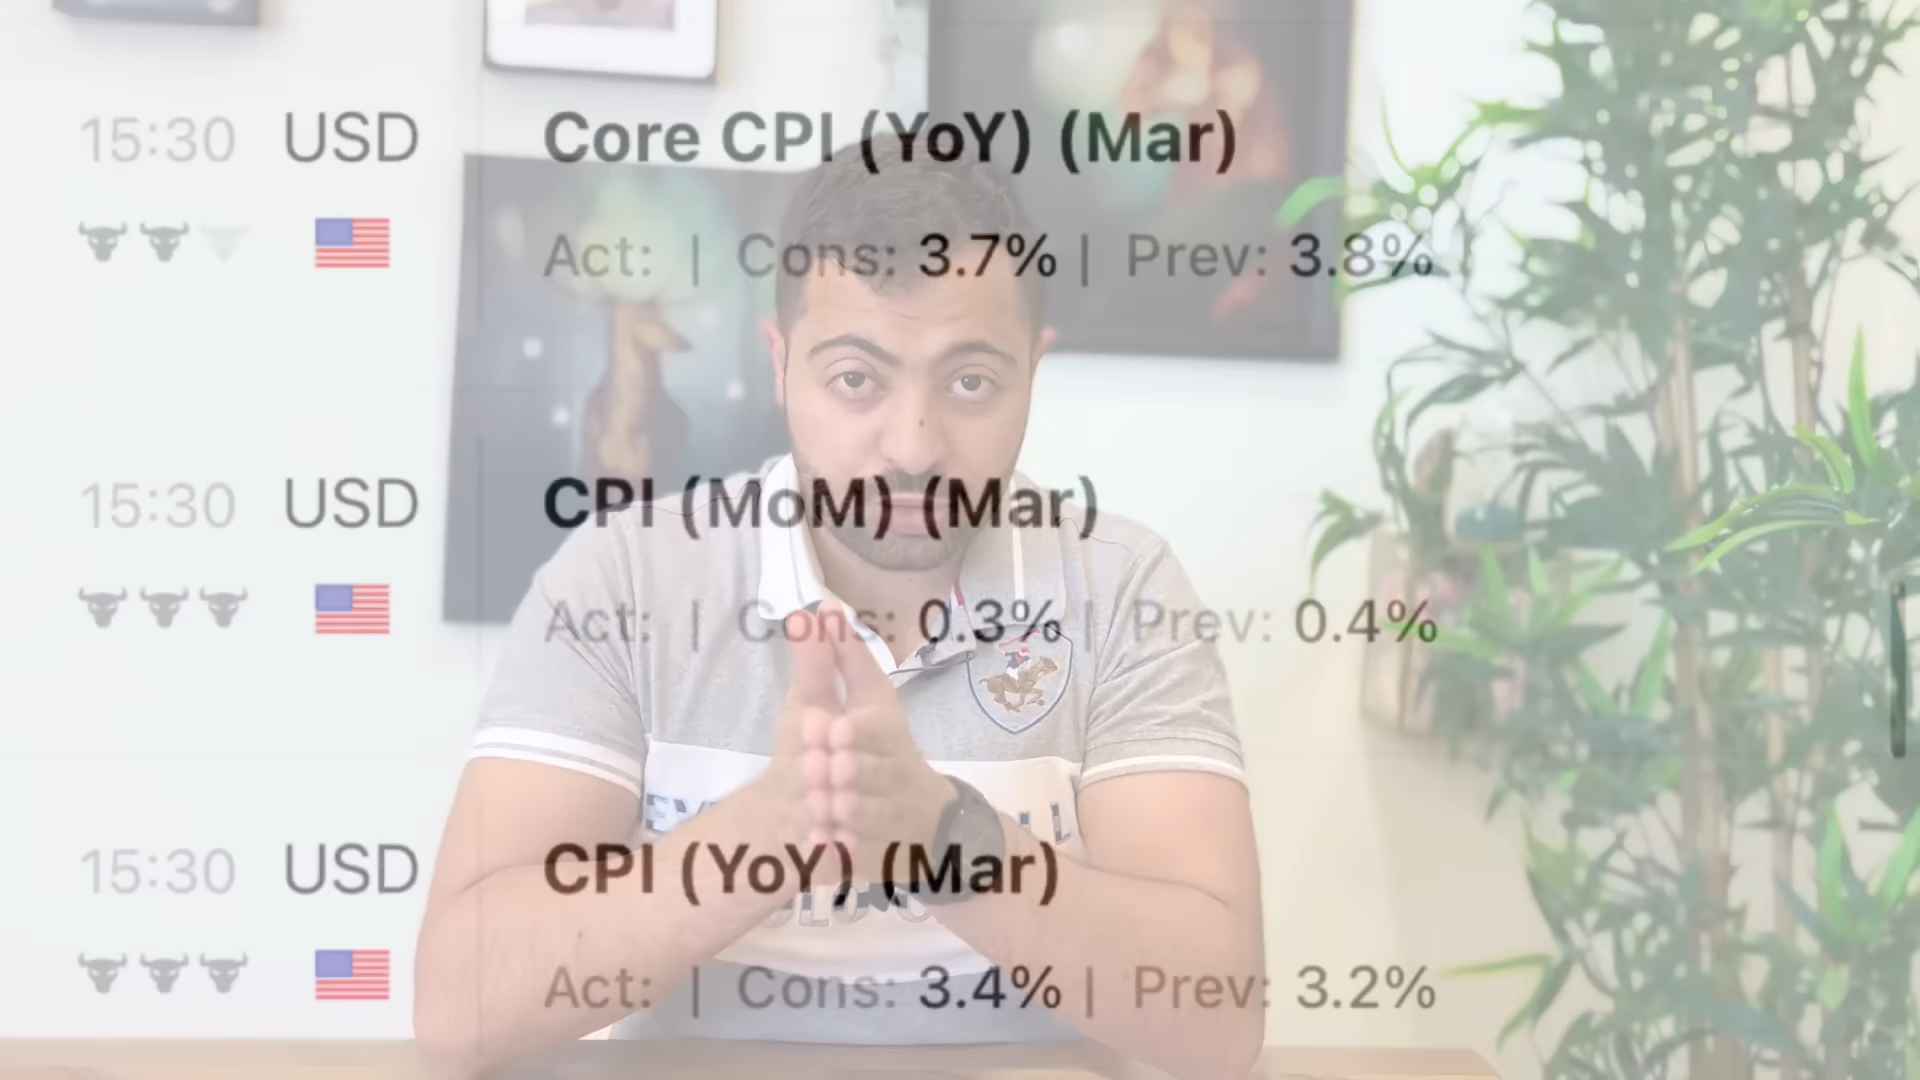 15:30 USD Core CPI (YoY) (Mar)
Act: | Cons: 3.7% | Prev: 3.8%
15:30 USD CPI (MoM) (Mar)
Act: | Cons: 0.3% | Prev: 0.4%
15:30 USD CPI (YoY) (Mar)
Act: | Cons: 3.4% | Prev: 3.2%